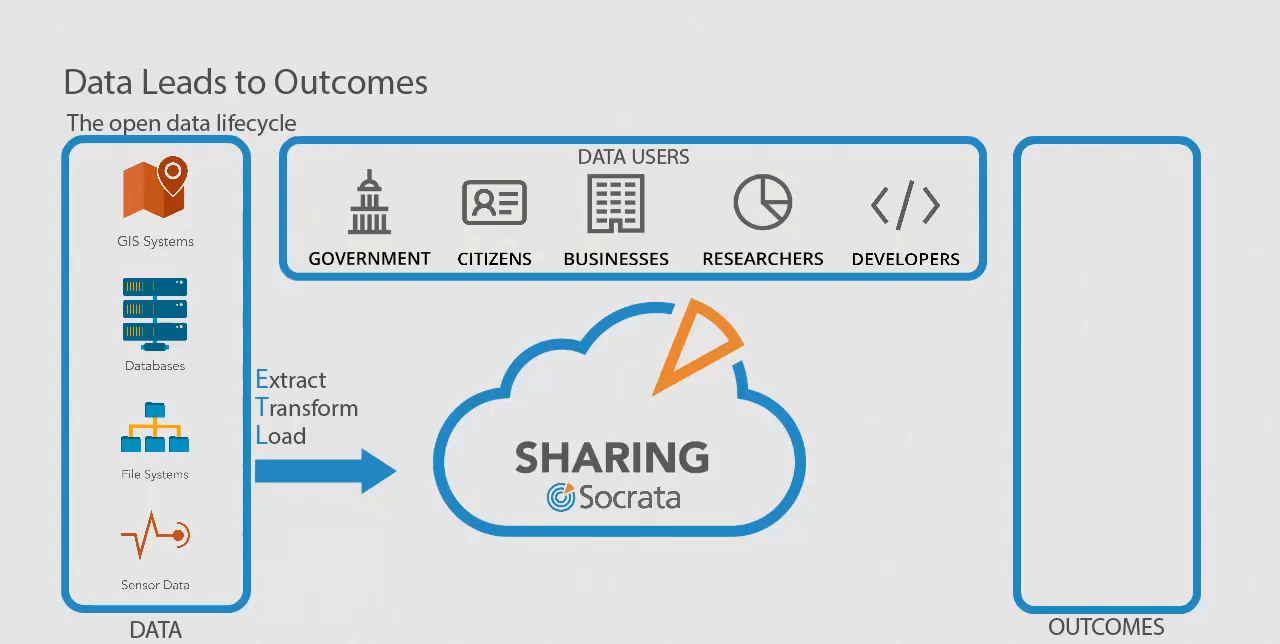 Data Leads to Outcomes
The open data lifecycle
GIS Systems
Databases
File Systems
Sensor Data
DATA
Extract
Transform
Load
DATA USERS
GOVERNMENT CITIZENS BUSINESSES RESEARCHERS DEVELOPERS
SHARING
Socrata
OUTCOMES